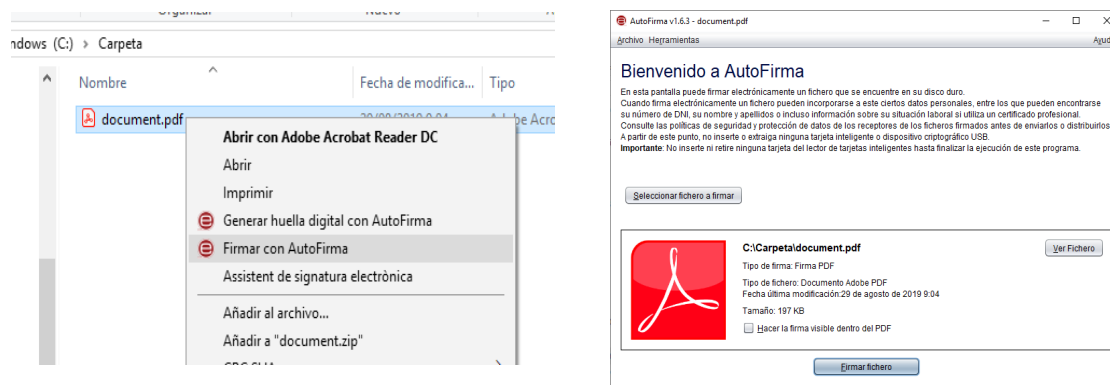 Windows (C:) › Carpeta
Nombre
Fecha de modifica...
Tipo
document.pdf
Abrir con Adobe Acrobat Reader DC
Abrir
Imprimir
Generar huella digital con AutoFirma
Firmar con AutoFirma
Assistent de signatura electrònica
Añadir al archivo...
Añadir a "document.zip"
AutoFirma v1.6.3 - document.pdf
Archivo Herramientas
Bienvenido a AutoFirma
En esta pantalla puede firmar electrónicamente un fichero que se encuentre en su disco duro.
Cuando firma electrónicamente un fichero pueden incorporarse a este ciertos datos personales, entre los que pueden encontrarse
su número de DNI, su nombre y apellidos o incluso información sobre su situación laboral si utiliza un certificado profesional.
Consulte las políticas de seguridad y protección de datos de los receptores de los ficheros firmados antes de enviarlos o distribuirlos
A partir de este punto, no inserte o extraiga ninguna tarjeta inteligente o dispositivo criptográfico USB.
Importante: No inserte ni retire ninguna tarjeta del lector de tarjetas inteligentes hasta finalizar la ejecución de este programa.
Seleccionar fichero a firmar
C:\Carpeta\document.pdf
Ver Fichero
Tipo de firma: Firma PDF
Tipo de fichero: Documento Adobe PDF
Fecha última modificación:29 de agosto de 2019 9:04
Tamaño: 197 KB
Hacer la firma visible dentro del PDF
Firmar fichero